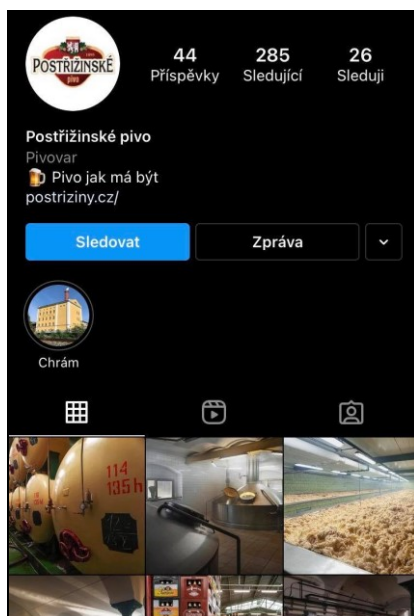 POSTŘIŽINSKÉ
pivo
44
Příspěvky
285
Sledující
26
Sleduji
Postřižinské pivo
Pivovar
Pivo jak má být
postriziny.cz/
Sledovat
Zpráva
Chrám
114
135 h